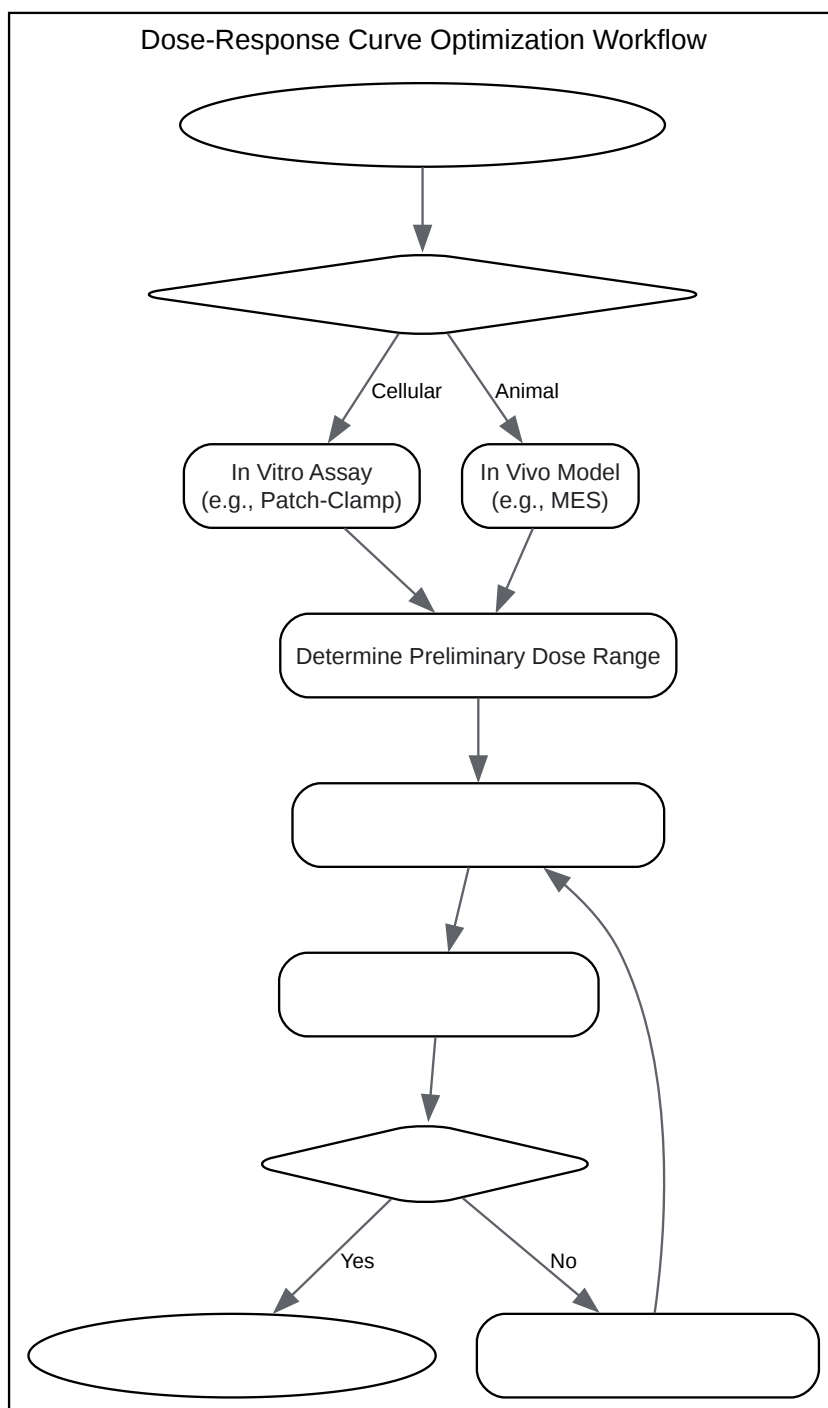 Dose-Response Curve Optimization Workflow
Cellular
Animal
In Vitro Assay
(e.g., Patch-Clamp)
In Vivo Model
(e.g., MES)
Determine Preliminary Dose Range
Yes
No